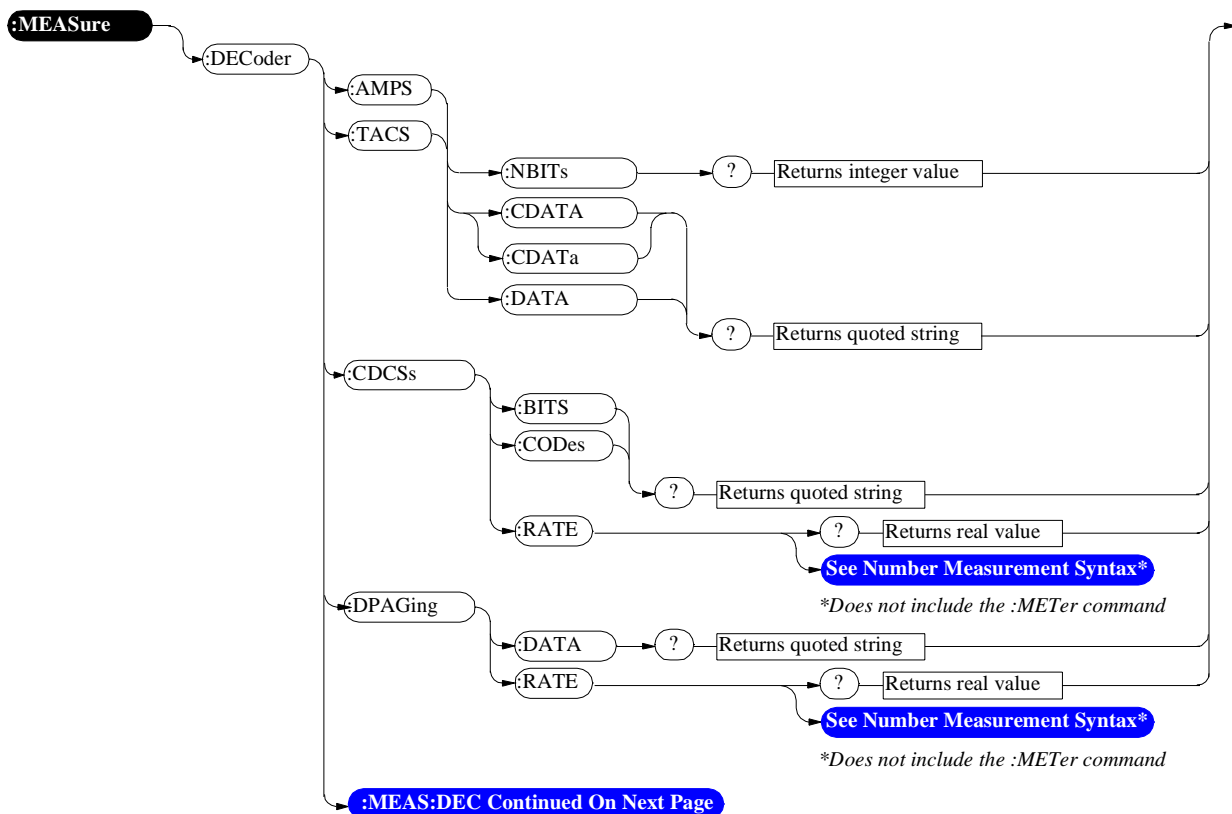 :MEASure
:DECoder
:AMPS
:TACS
:NBITs ? Returns integer value
:CDATA
:CDATa
:DATA
? Returns quoted string
:CDCSs
:BITS
:CODes
? Returns quoted string
:RATE ? Returns real value
See Number Measurement Syntax*
*Does not include the :METer command
:DPAGing
:DATA ? Returns quoted string
:RATE ? Returns real value
See Number Measurement Syntax*
*Does not include the :METer command
:MEAS:DEC Continued On Next Page